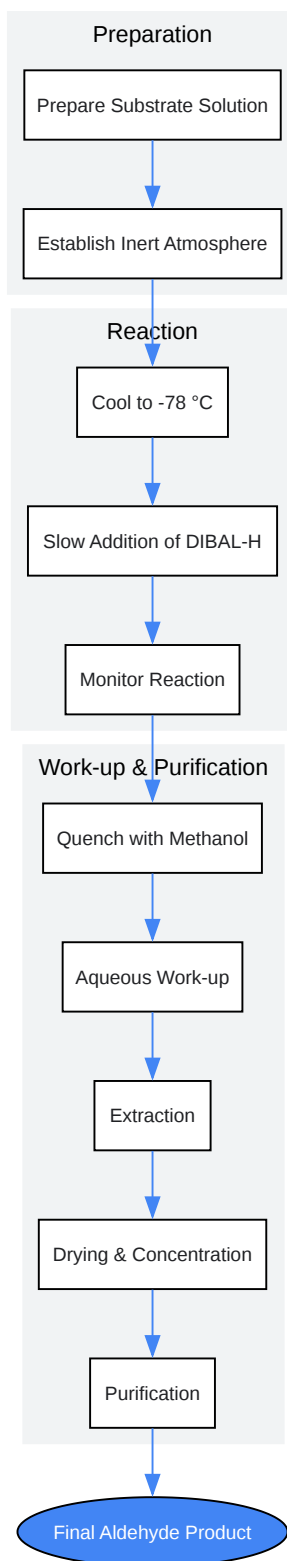 Preparation
Prepare Substrate Solution
Establish Inert Atmosphere
Reaction
Cool to -78 °C
Slow Addition of DIBAL-H
Monitor Reaction
Work-up & Purification
Quench with Methanol
Aqueous Work-up
Extraction
Drying & Concentration
Purification
Final Aldehyde Product